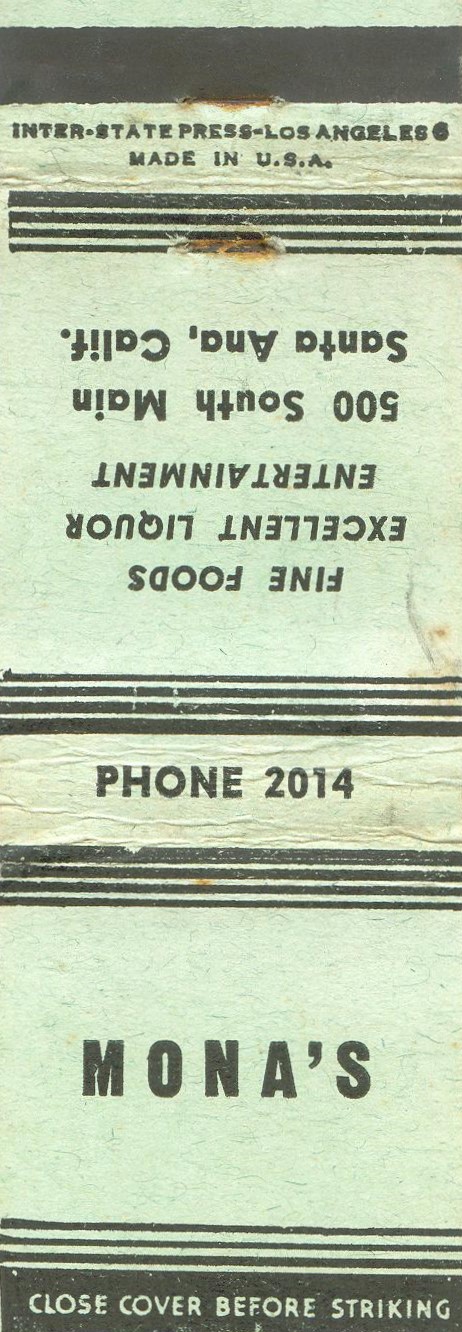 INTER-STATE PRESS-LOS ANGELES 6
MADE IN U.S.A.
FINE FOODS
EXCELLENT LIQUOR
ENTERTAINMENT
500 South Main
Santa Ana, Calif.
PHONE 2014
MONA'S
CLOSE COVER BEFORE STRIKING